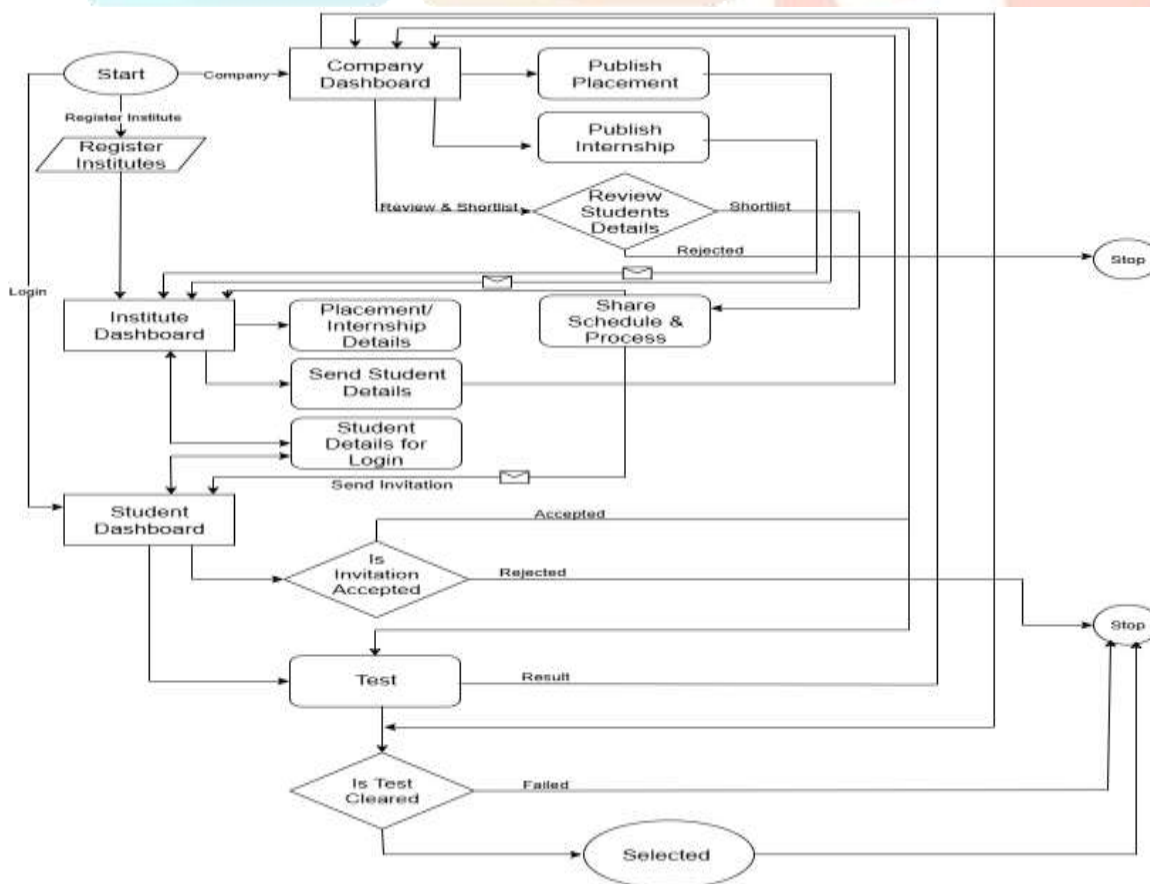 Start
Company
Company
Dashboard
Publish
Placement
Register Institute
Register
Institutes
Publish
Internship
Review & Shortlist
Review
Students
Details
Shortlist
Rejected
Stop
Login
Institute
Dashboard
Placement/
Internship
Details
Share
Schedule &
Process
Send Student
Details
Student
Details for
Login
Send Invitation
Student
Dashboard
Accepted
Is
Invitation
Accepted
Rejected
Stop
Test
Result
Is Test
Cleared
Failed
Selected